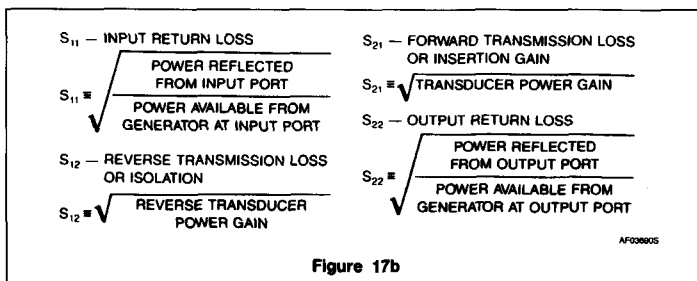 S11 — INPUT RETURN LOSS
S11 ≡ √
POWER REFLECTED
FROM INPUT PORT
POWER AVAILABLE FROM
GENERATOR AT INPUT PORT
S12 — REVERSE TRANSMISSION LOSS
OR ISOLATION
S12 ≡ √ REVERSE TRANSDUCER
POWER GAIN
S21 — FORWARD TRANSMISSION LOSS
OR INSERTION GAIN
S21 ≡ √ TRANSDUCER POWER GAIN
S22 — OUTPUT RETURN LOSS
S22 ≡ √
POWER REFLECTED
FROM OUTPUT PORT
POWER AVAILABLE FROM
GENERATOR AT OUTPUT PORT
AF03690S
Figure 17b